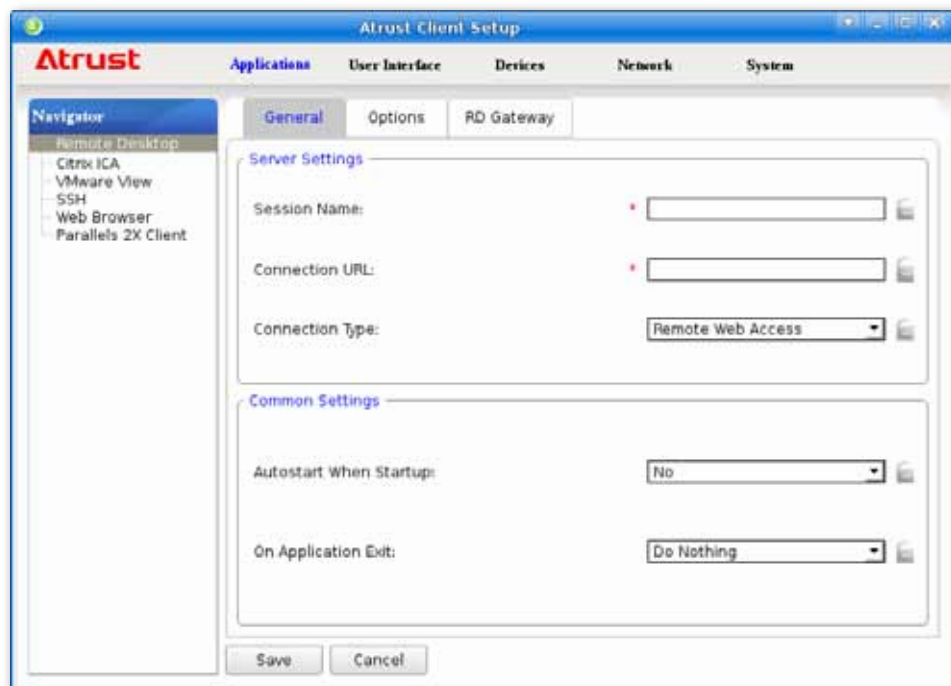 Atrust Client Setup
Atrust
Applications User Interface Devices Network System
Navigator
Remote Desktop
Citrix ICA
VMware View
SSH
Web Browser
Parallels 2X Client
General Options RD Gateway
Server Settings
Session Name: *
Connection URL: *
Connection Type: Remote Web Access
Common Settings
Autostart When Startup: No
On Application Exit: Do Nothing
Save Cancel